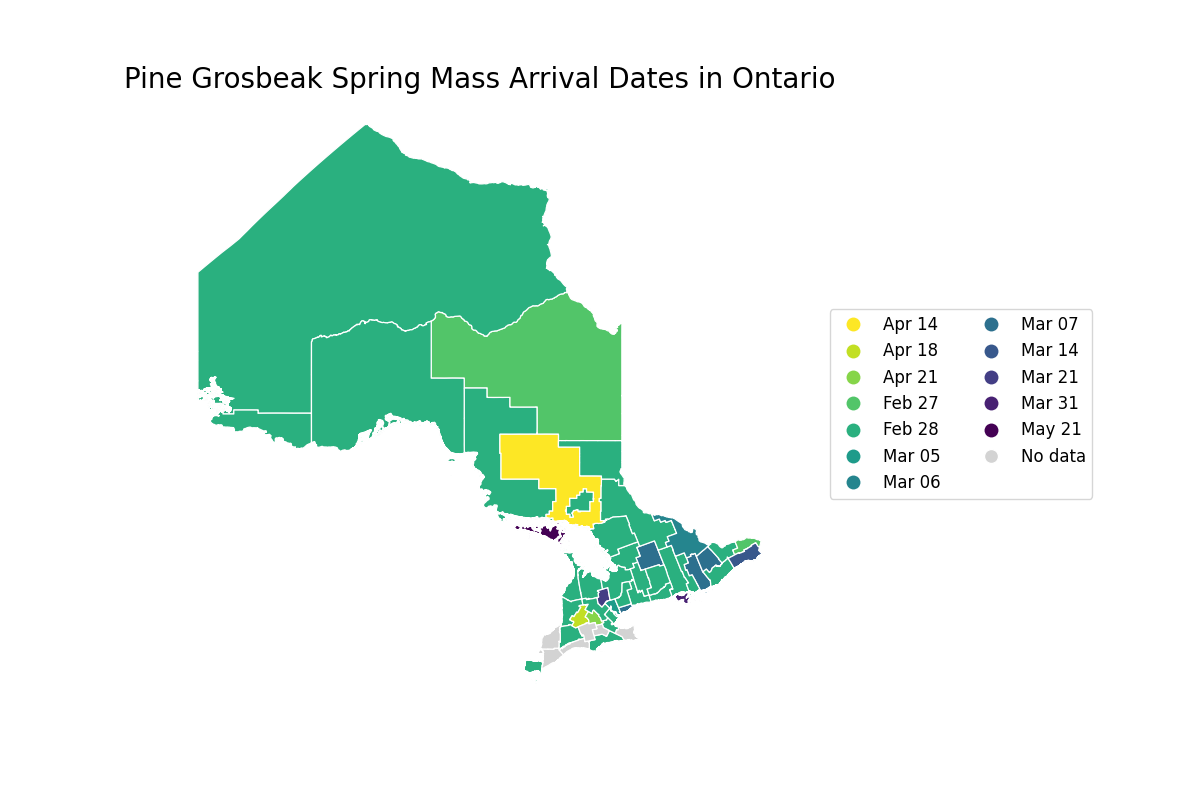 Pine Grosbeak Spring Mass Arrival Dates in Ontario
Apr 14
Apr 18
Apr 21
Feb 27
Feb 28
Mar 05
Mar 06
Mar 07
Mar 14
Mar 21
Mar 31
May 21
No data